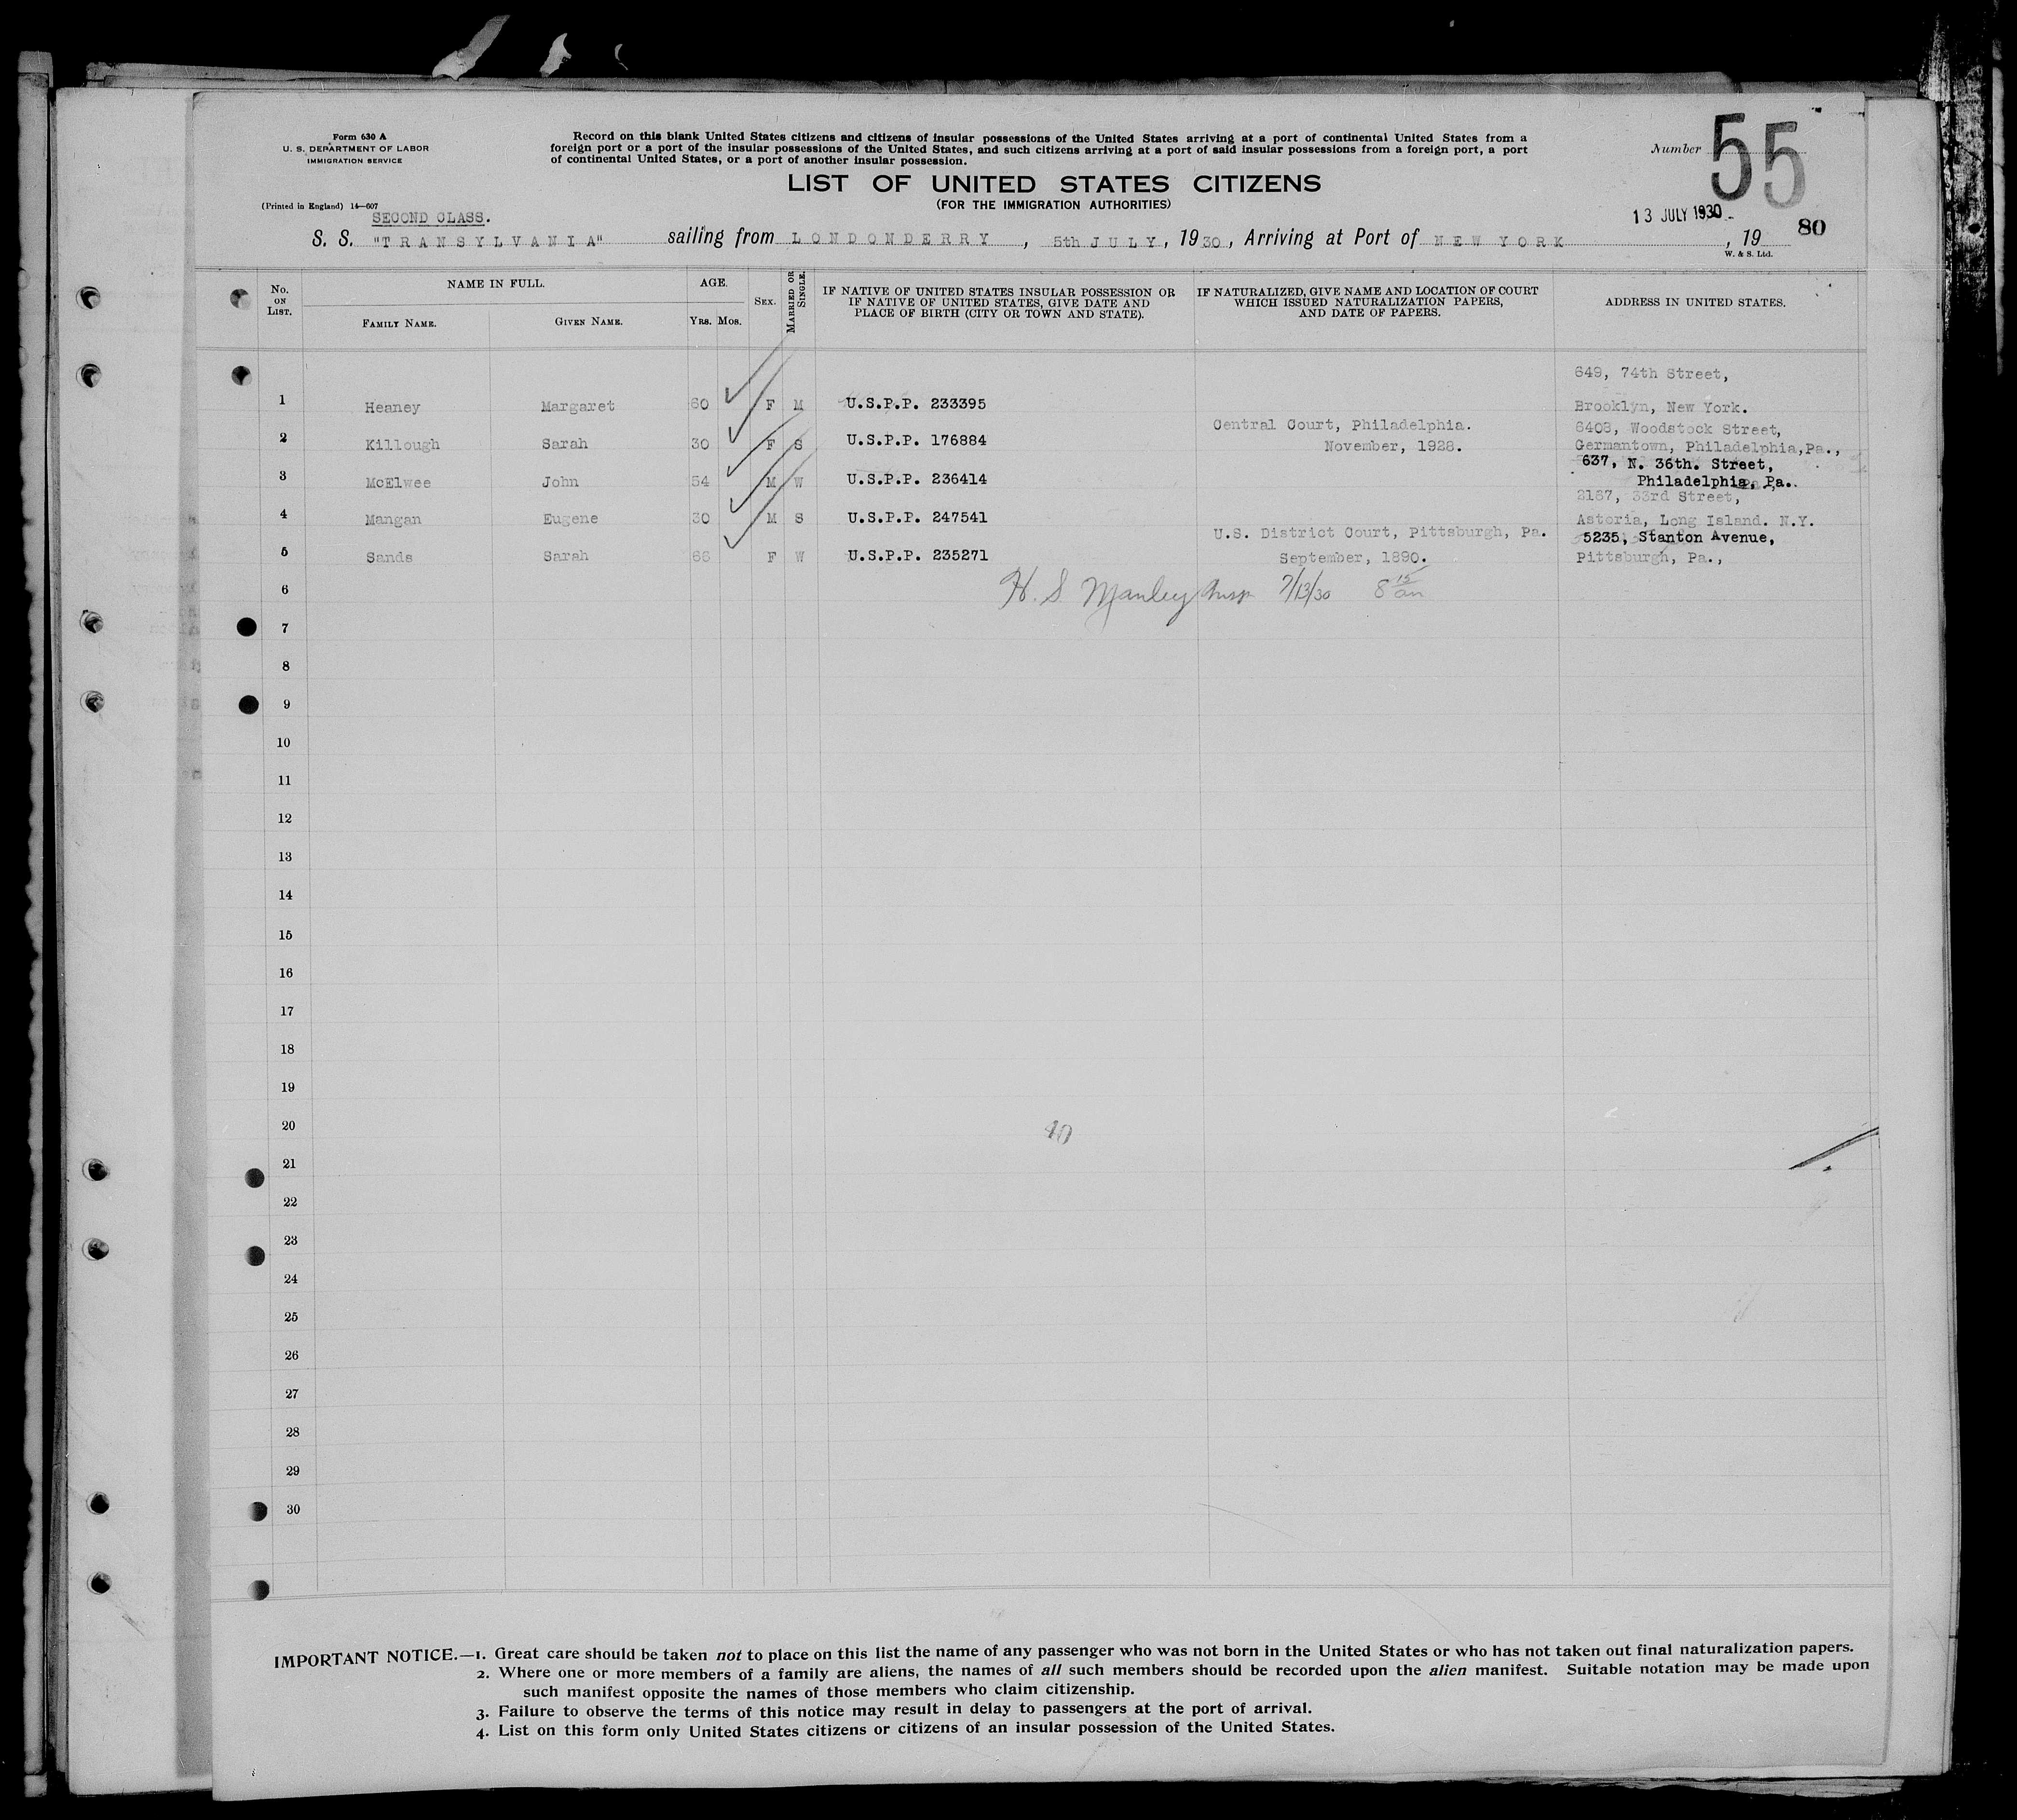 Form 630 A
U. S. DEPARTMENT OF LABOR
IMMIGRATION SERVICE
Record on this blank United States citizens and citizens of insular possessions of the United States arriving at a port of continental United States from a
foreign port or a port of the insular possessions of the United States, and such citizens arriving at a port of said insular possessions from a foreign port, a port
of continental United States, or a port of another insular possession.
Number 55
LIST OF UNITED STATES CITIZENS
(FOR THE IMMIGRATION AUTHORITIES)
(Printed in England) 14—607
SECOND CLASS.
13 JULY 1930
80
S. S. "TRANSYLVANIA" sailing from LONDONDERRY, 5th JULY, 1930, Arriving at Port of NEW YORK, 19
W. & S. Ltd.
No. ON LIST.
NAME IN FULL.
FAMILY NAME. GIVEN NAME.
AGE.
YRS. MOS.
SEX.
MARRIED OR SINGLE.
IF NATIVE OF UNITED STATES INSULAR POSSESSION OR
IF NATIVE OF UNITED STATES, GIVE DATE AND
PLACE OF BIRTH (CITY OR TOWN AND STATE).
IF NATURALIZED, GIVE NAME AND LOCATION OF COURT
WHICH ISSUED NATURALIZATION PAPERS,
AND DATE OF PAPERS.
ADDRESS IN UNITED STATES.
649, 74th Street,
1 Heaney Margaret 60 F M U.S.P.P. 233395 Brooklyn, New York.
Central Court, Philadelphia. 6408, Woodstock Street,
2 Killough Sarah 30 F S U.S.P.P. 176884 November, 1928. Germantown, Philadelphia, Pa.,
637, N. 36th. Street,
3 McElwee John 54 M W U.S.P.P. 236414 Philadelphia, Pa.
2187, 33rd Street,
4 Mangan Eugene 30 M S U.S.P.P. 247541 Astoria, Long Island. N.Y.
U.S. District Court, Pittsburgh, Pa. 5235, Stanton Avenue,
5 Sands Sarah 66 F W U.S.P.P. 235271 September, 1890. Pittsburgh, Pa.,
6 H. S. Manley Insp 7/13/30 8 15 am
7
8
9
10
11
12
13
14
15
16
17
18
19
20 40
21
22
23
24
25
26
27
28
29
30
IMPORTANT NOTICE.—1. Great care should be taken not to place on this list the name of any passenger who was not born in the United States or who has not taken out final naturalization papers.
2. Where one or more members of a family are aliens, the names of all such members should be recorded upon the alien manifest. Suitable notation may be made upon
such manifest opposite the names of those members who claim citizenship.
3. Failure to observe the terms of this notice may result in delay to passengers at the port of arrival.
4. List on this form only United States citizens or citizens of an insular possession of the United States.